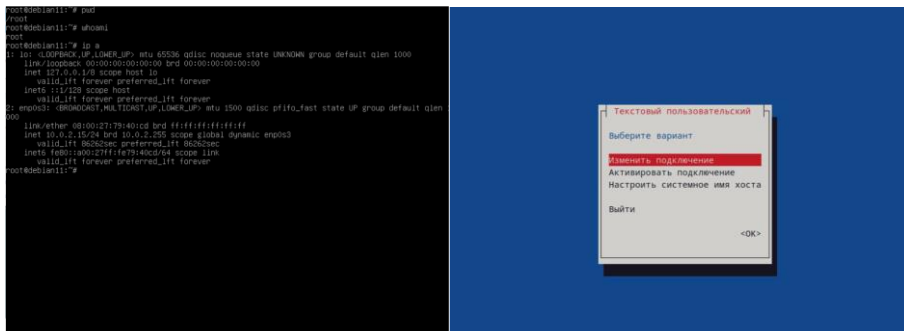 root@debian11:~# pwd
/root
root@debian11:~# whoami
root
root@debian11:~# ip a
1: lo: <LOOPBACK,UP,LOWER_UP> mtu 65536 qdisc noqueue state UNKNOWN group default qlen 1000
link/loopback 00:00:00:00:00:00 brd 00:00:00:00:00:00
inet 127.0.0.1/8 scope host lo
valid_lft forever preferred_lft forever
inet6 ::1/128 scope host
valid_lft forever preferred_lft forever
2: enp0s3: <BROADCAST,MULTICAST,UP,LOWER_UP> mtu 1500 qdisc pfifo_fast state UP group default qlen 1
000
link/ether 08:00:27:79:40:cd brd ff:ff:ff:ff:ff:ff
inet 10.0.2.15/24 brd 10.0.2.255 scope global dynamic enp0s3
valid_lft 86262sec preferred_lft 86262sec
inet6 fe80::a00:27ff:fe79:40cd/64 scope link
valid_lft forever preferred_lft forever
root@debian11:~#
Текстовый пользовательский
Выберите вариант
Изменить подключение
Активировать подключение
Настроить системное имя хоста
Выйти
<OK>